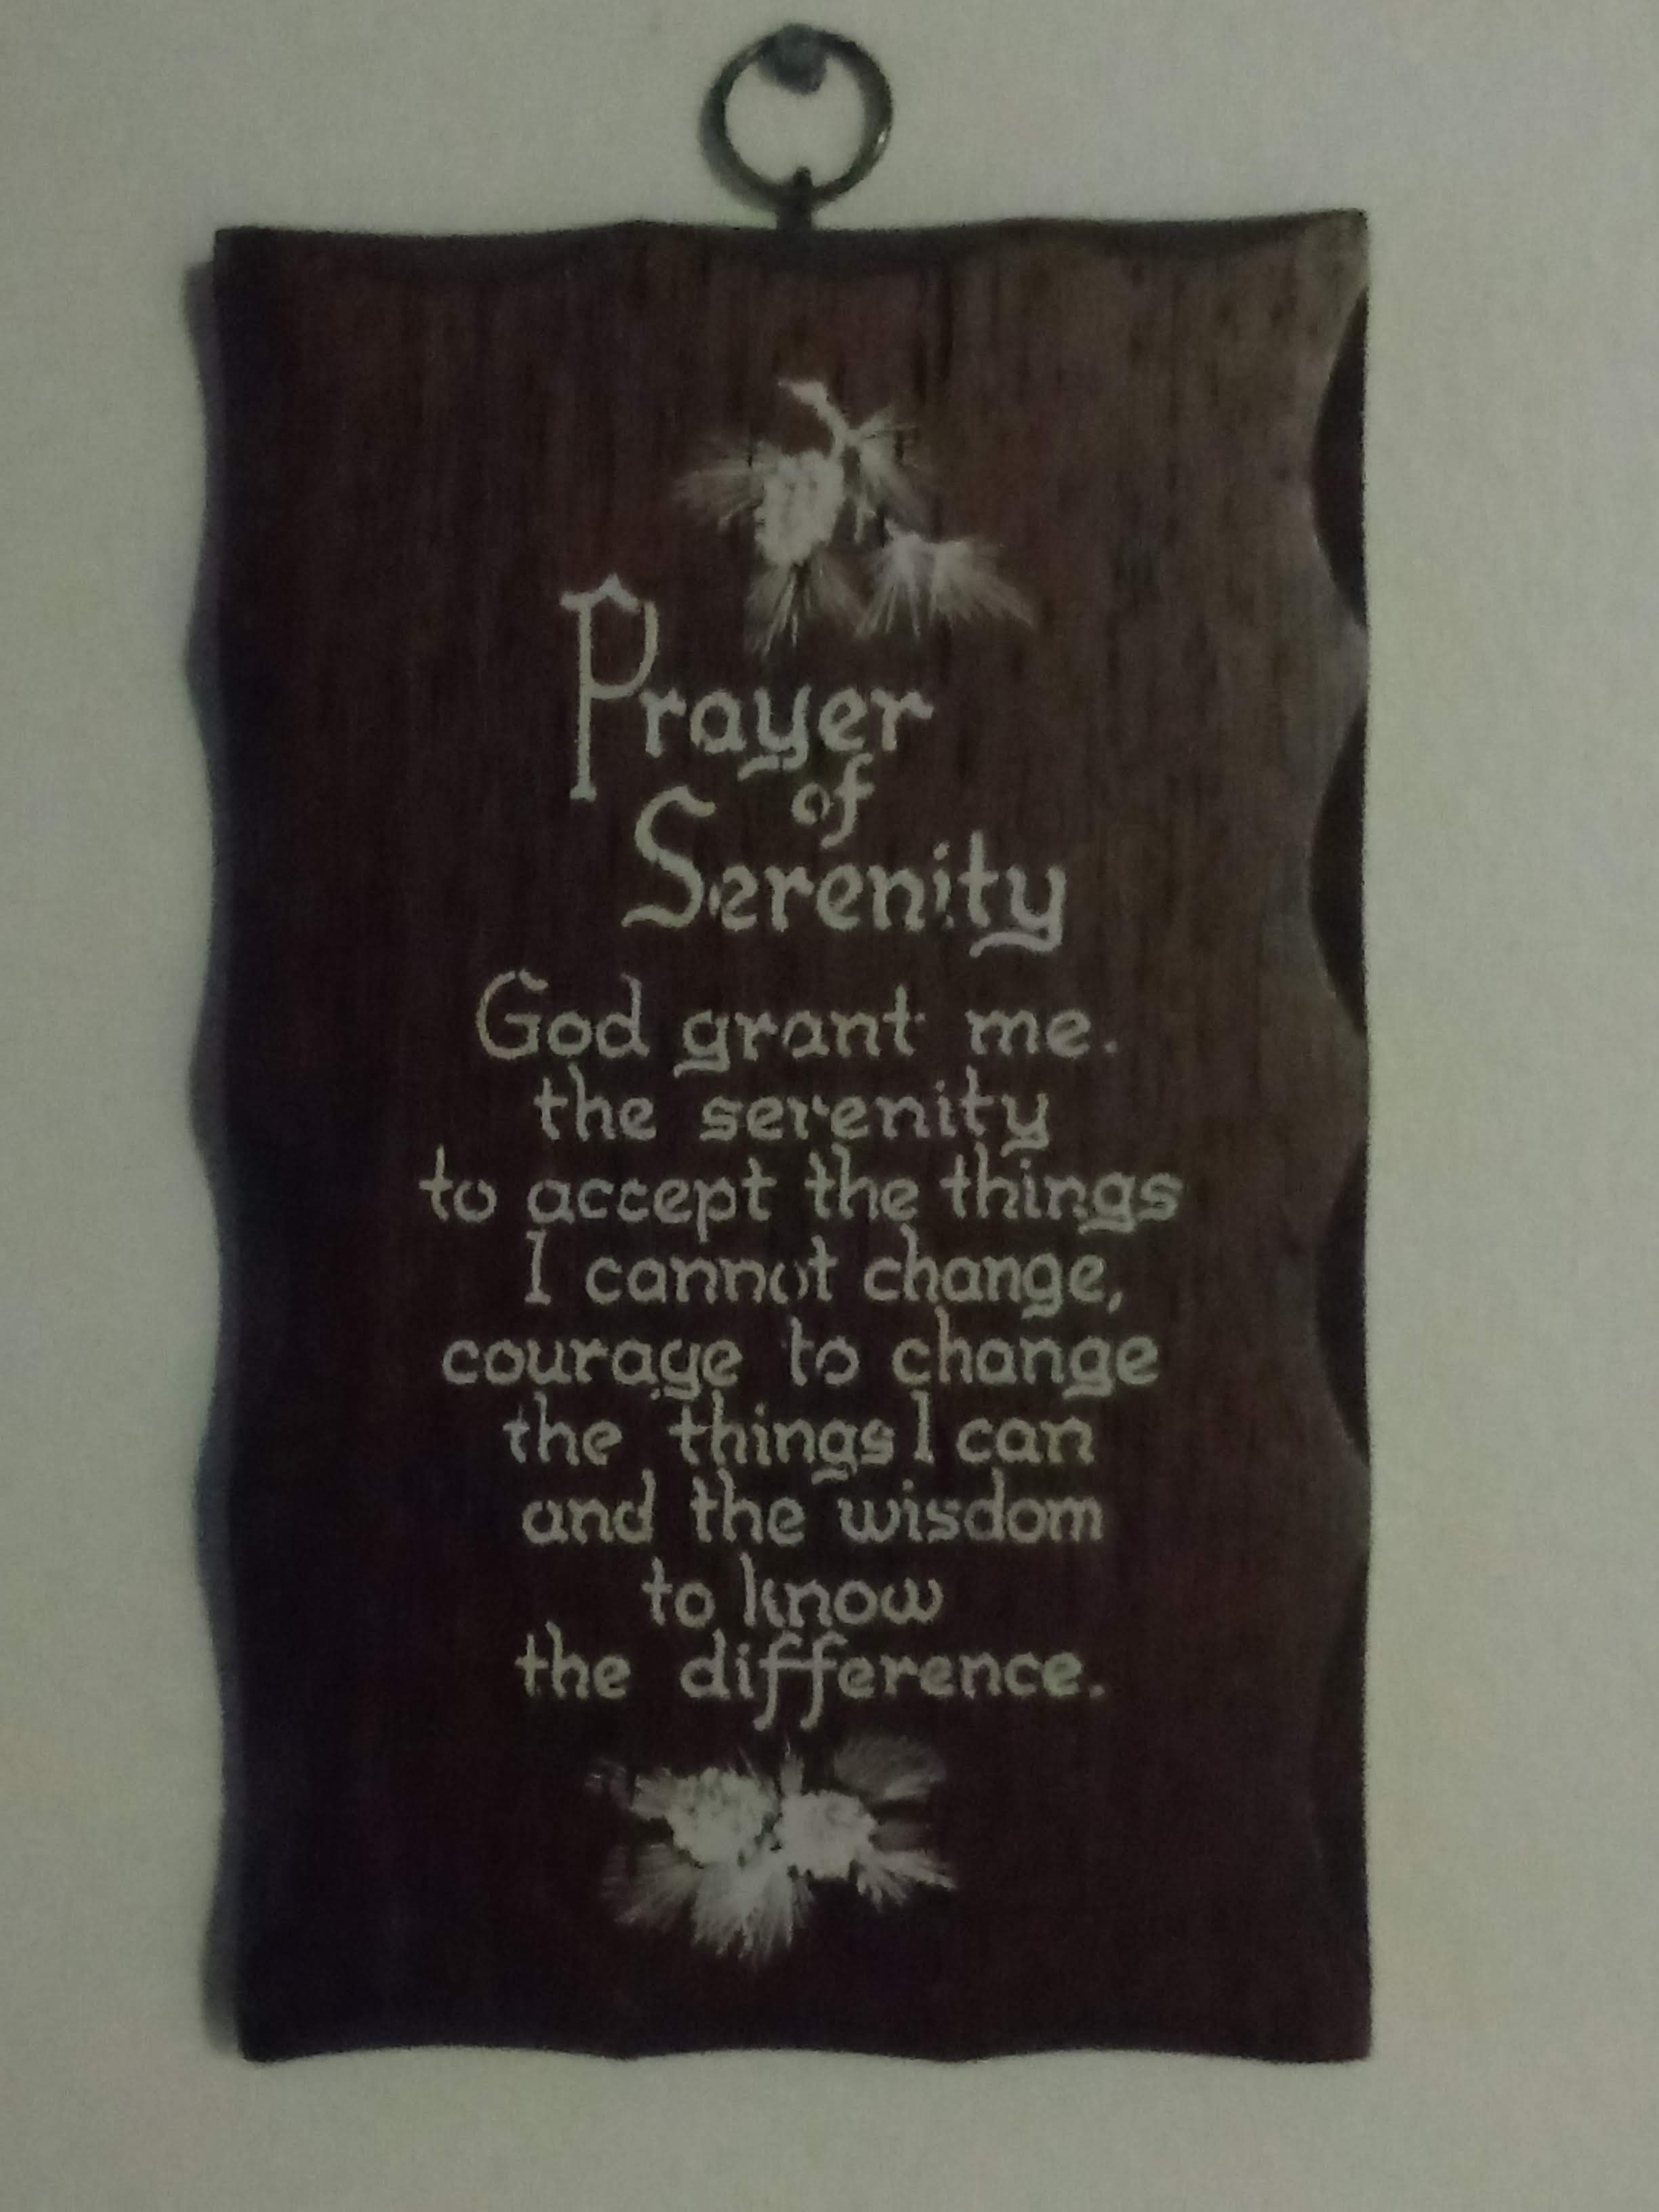 Prayer
of
Serenity
God grant me.
the serenity
to accept the things
I cannot change,
courage to change
the things I can
and the wisdom
to know
the difference.